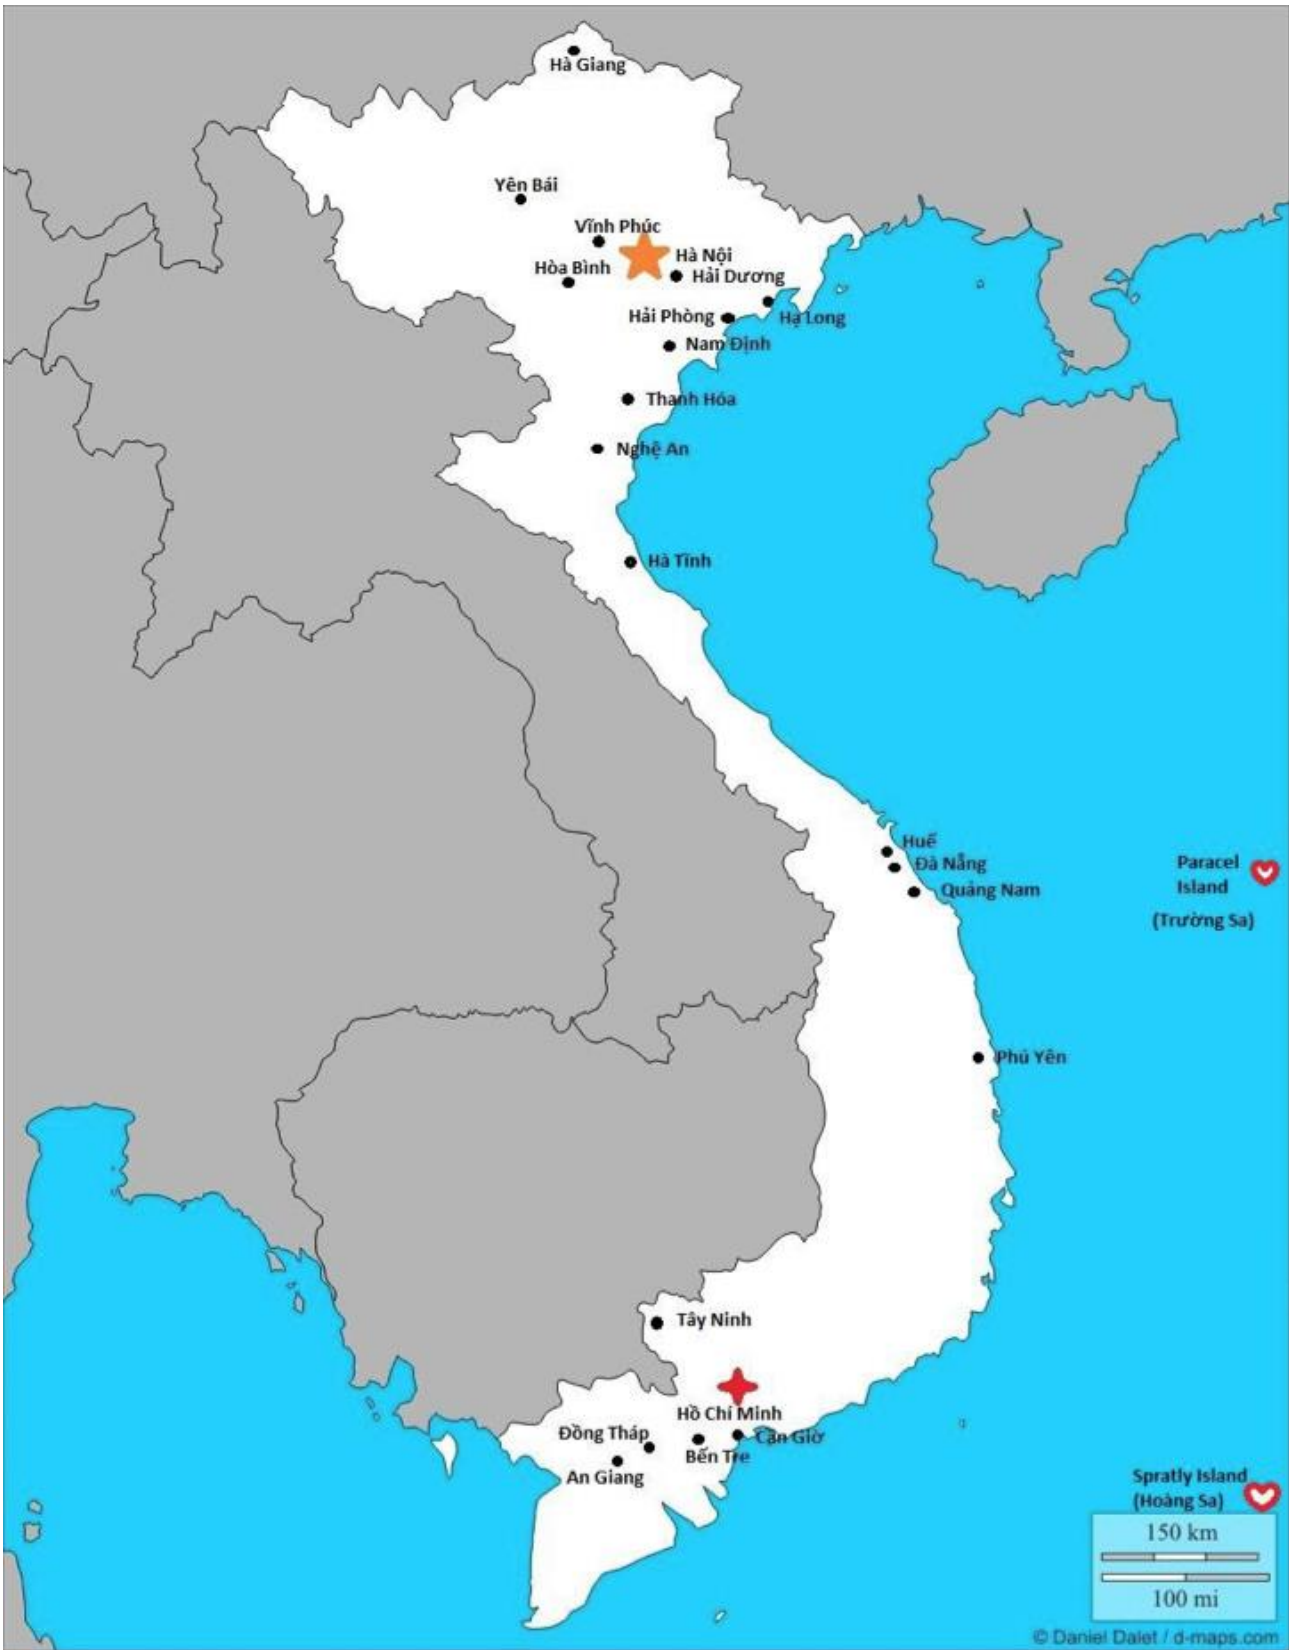 Hà Giang
Yên Bái
Vĩnh Phúc
Hà Nội
Hòa Bình
Hải Dương
Hải Phòng
Hạ Long
Nam Định
Thanh Hóa
Nghệ An
Hà Tĩnh
Huế
Đà Nẵng
Quảng Nam
Paracel
Island
(Trường Sa)
Phú Yên
Tây Ninh
Hồ Chí Minh
Đồng Tháp
Cần Giờ
Bến Tre
An Giang
Spratly Island
(Hoàng Sa)
150 km
100 mi
© Daniel Dalet / d-maps.com